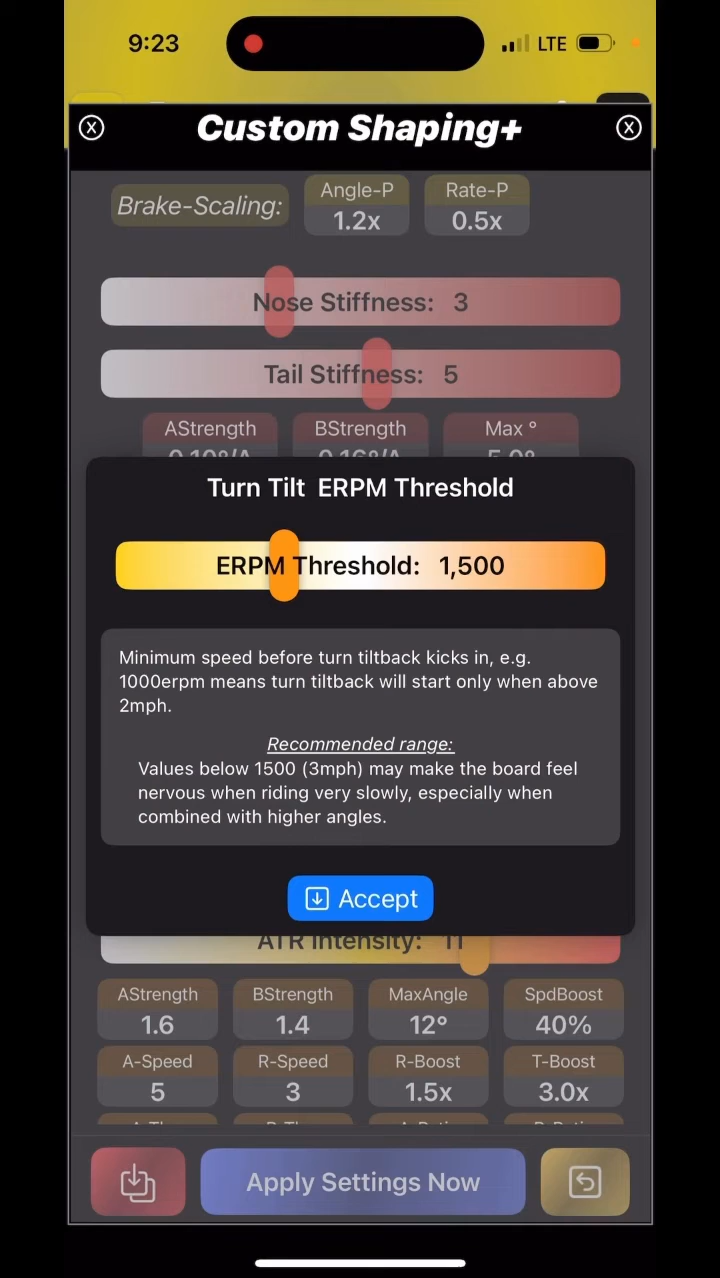 9:23
LTE
Custom Shaping+
Brake-Scaling:
Angle-P
Rate-P
1.2x
0.5x
Nose Stiffness: 3
Tail Stiffness: 5
AStrength
BStrength
Max °
Turn Tilt ERPM Threshold
ERPM Threshold: 1,500
Minimum speed before turn tiltback kicks in, e.g.
1000erpm means turn tiltback will start only when above
2mph.
Recommended range:
Values below 1500 (3mph) may make the board feel
nervous when riding very slowly, especially when
combined with higher angles.
Accept
ATR Intensity: 11
AStrength
BStrength
MaxAngle
SpdBoost
1.6
1.4
12°
40%
A-Speed
R-Speed
R-Boost
T-Boost
5
3
1.5x
3.0x
Apply Settings Now